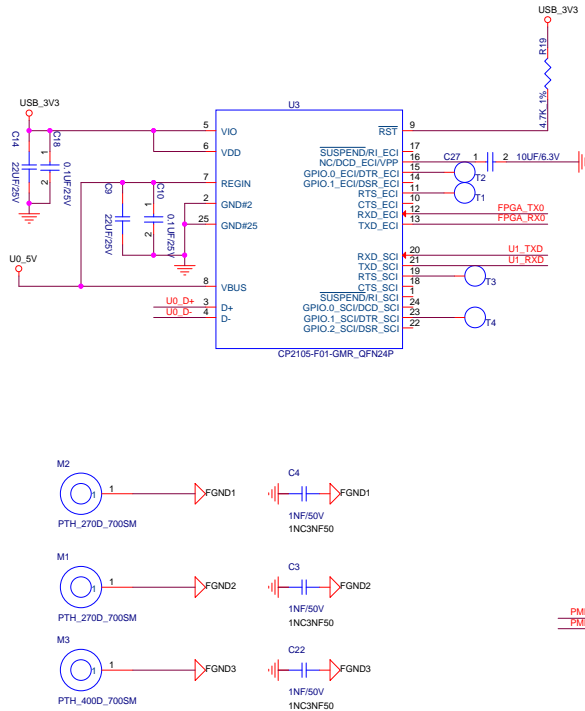 USB_3V3
R19
4.7K_1%
USB_3V3
U3
C14
22UF/25V
C18
1
2
0.1UF/25V
5 VIO
6 VDD
7 REGIN
2 GND#2
25 GND#25
8 VBUS
3 D+
4 D-
C9
22UF/25V
C10
1
2
0.1UF/25V
U0_5V
U0_D+
U0_D-
RST 9
SUSPEND/RI_ECI 17
NC/DCD_ECI/VPP 16
GPIO.0_ECI/DTR_ECI 15
GPIO.1_ECI/DSR_ECI 14
RTS_ECI 11
CTS_ECI 10
RXD_ECI 12
TXD_ECI 13
RXD_SCI 20
TXD_SCI 21
RTS_SCI 19
CTS_SCI 18
SUSPEND/RI_SCI 1
GPIO.0_SCI/DCD_SCI 24
GPIO.1_SCI/DTR_SCI 23
GPIO.2_SCI/DSR_SCI 22
C27 1 2 10UF/6.3V
T2
T1
FPGA_TX0
FPGA_RX0
U1_TXD
U1_RXD
T3
T4
CP2105-F01-GMR_QFN24P
M2
1 1
PTH_270D_700SM
FGND1
C4
FGND1
1NF/50V
1NC3NF50
M1
1 1
PTH_270D_700SM
FGND2
C3
FGND2
1NF/50V
1NC3NF50
M3
1 1
PTH_400D_700SM
FGND3
C22
FGND3
1NF/50V
1NC3NF50